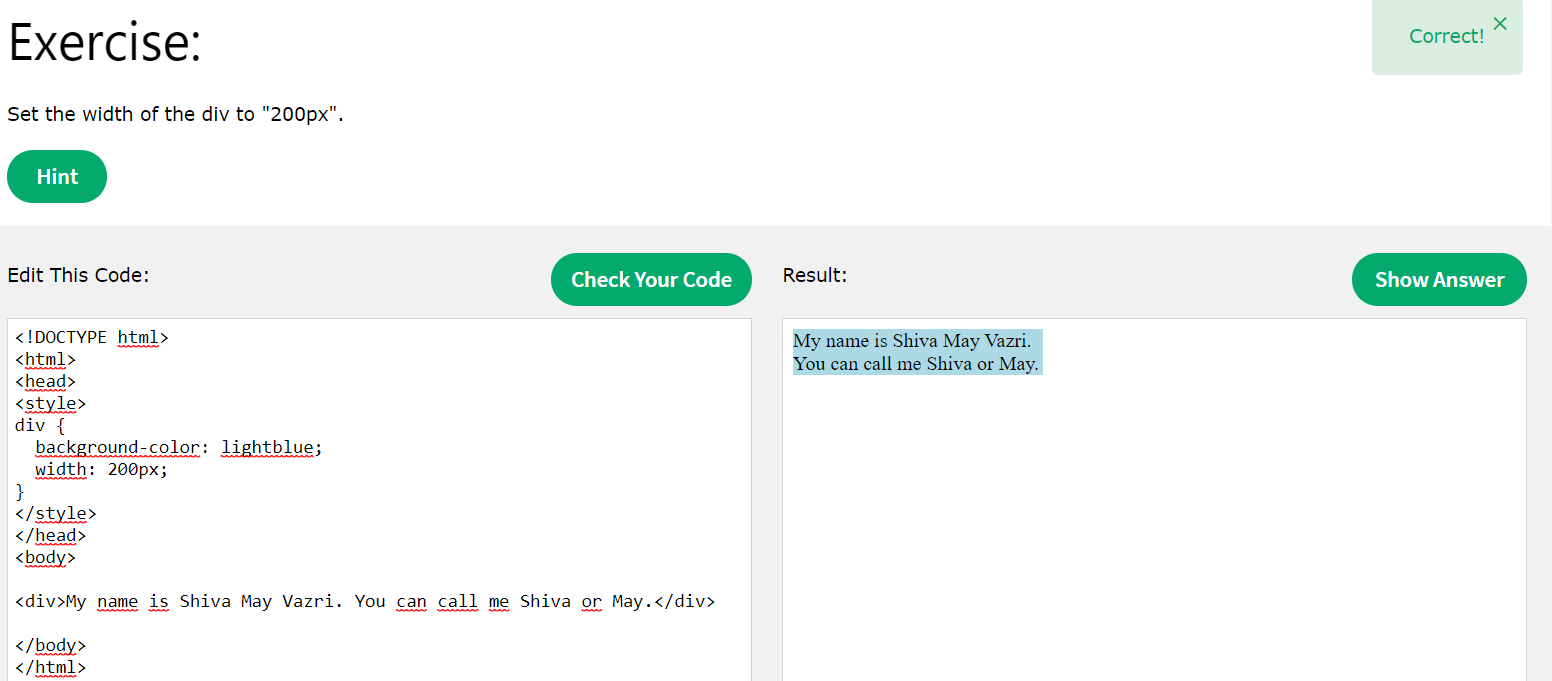 Exercise:
Correct!
×
Set the width of the div to "200px".
Hint
Edit This Code:
Check Your Code
Result:
Show Answer
<!DOCTYPE html>
<html>
<head>
<style>
div {
  background-color: lightblue;
  width: 200px;
}
</style>
</head>
<body>
<div>My name is Shiva May Vazri. You can call me Shiva or May.</div>
</body>
</html>
My name is Shiva May Vazri.
You can call me Shiva or May.